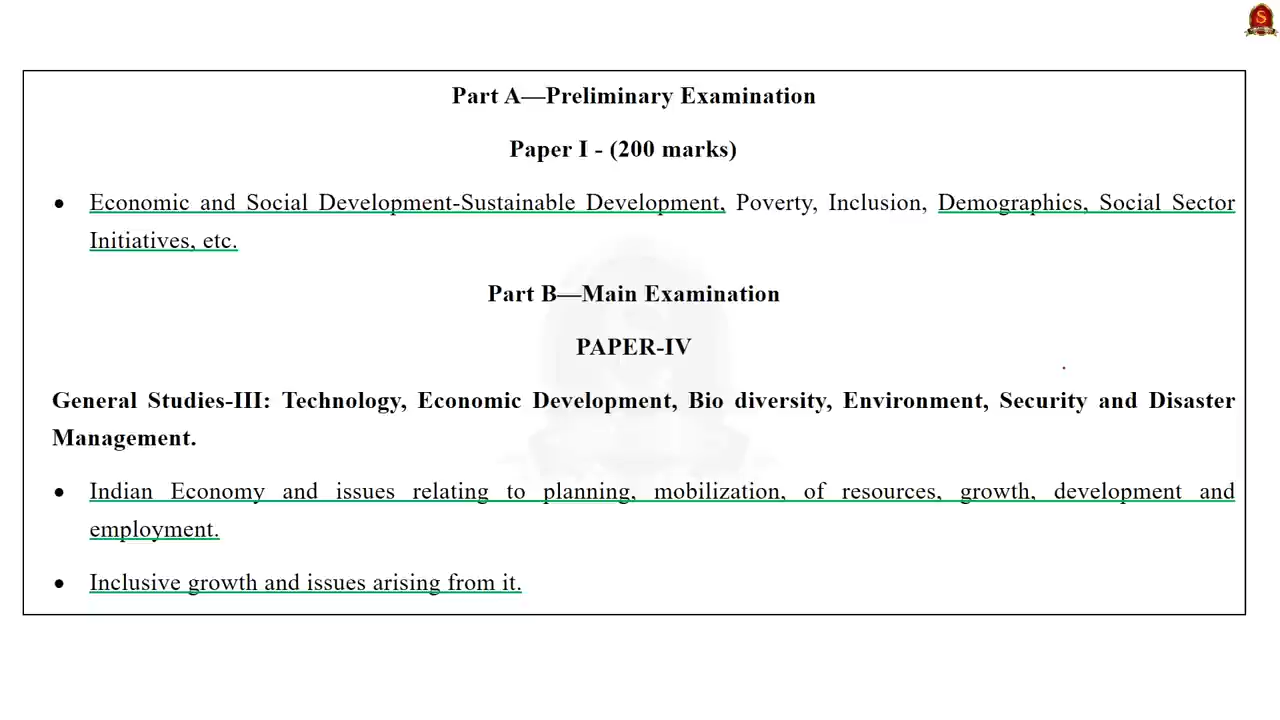 Part A—Preliminary Examination
Paper I - (200 marks)
• Economic and Social Development-Sustainable Development, Poverty, Inclusion, Demographics, Social Sector
Initiatives, etc.
Part B—Main Examination
PAPER-IV
General Studies-III: Technology, Economic Development, Bio diversity, Environment, Security and Disaster
Management.
• Indian Economy and issues relating to planning, mobilization, of resources, growth, development and
employment.
• Inclusive growth and issues arising from it.